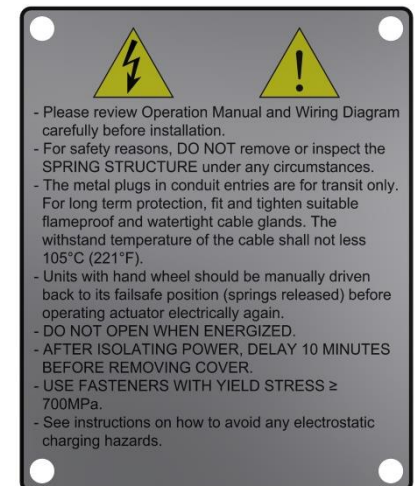 - Please review Operation Manual and Wiring Diagram
carefully before installation.
- For safety reasons, DO NOT remove or inspect the
SPRING STRUCTURE under any circumstances.
- The metal plugs in conduit entries are for transit only.
For long term protection, fit and tighten suitable
flameproof and watertight cable glands. The
withstand temperature of the cable shall not less
105°C (221°F).
- Units with hand wheel should be manually driven
back to its failsafe position (springs released) before
operating actuator electrically again.
- DO NOT OPEN WHEN ENERGIZED.
- AFTER ISOLATING POWER, DELAY 10 MINUTES
BEFORE REMOVING COVER.
- USE FASTENERS WITH YIELD STRESS ≥
700MPa.
- See instructions on how to avoid any electrostatic
charging hazards.